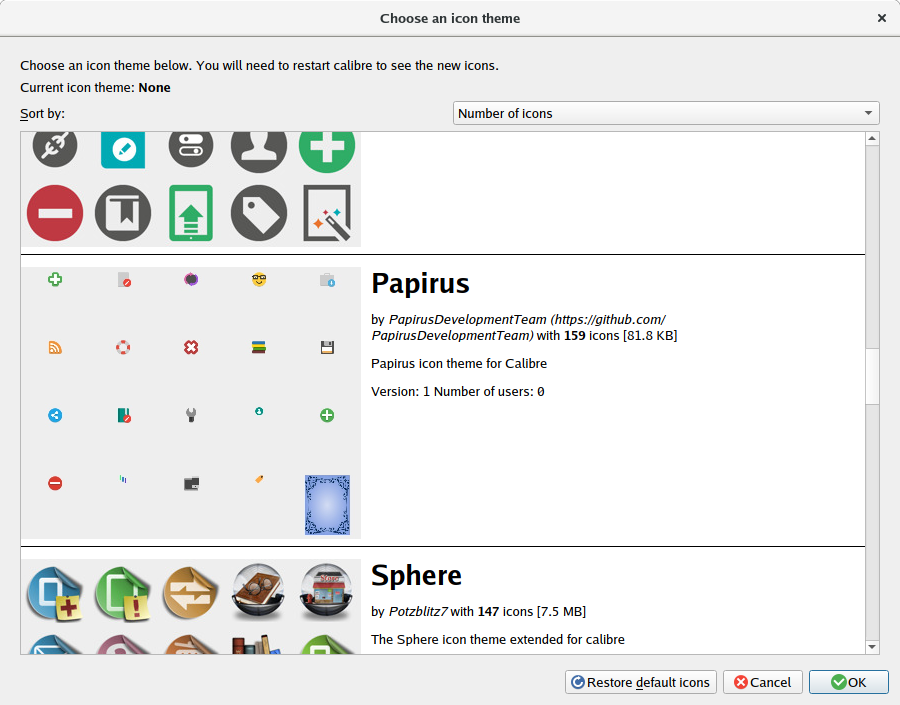 Choose an icon theme
Choose an icon theme below. You will need to restart calibre to see the new icons.
Current icon theme: None
Sort by:
Number of icons
Papirus
by PapirusDevelopmentTeam (https://github.com/
PapirusDevelopmentTeam) with 159 icons [81.8 KB]
Papirus icon theme for Calibre
Version: 1 Number of users: 0
Sphere
by Potzblitz7 with 147 icons [7.5 MB]
The Sphere icon theme extended for calibre
Restore default icons
Cancel
OK